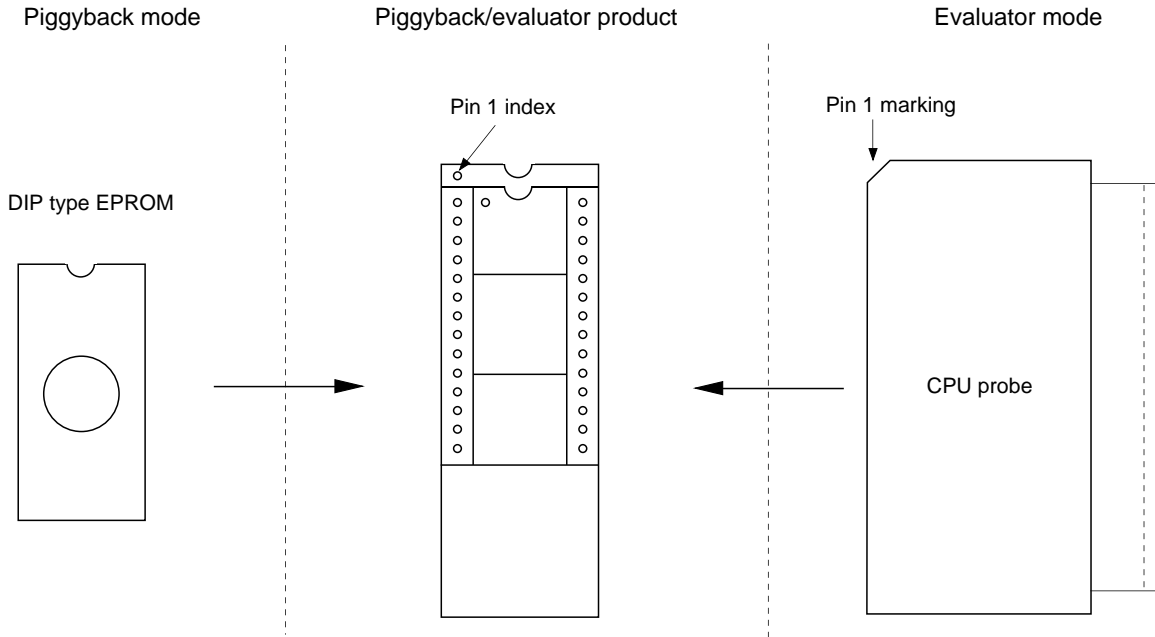 Piggyback mode
Piggyback/evaluator product
Evaluator mode
Pin 1 index
Pin 1 marking
DIP type EPROM
CPU probe